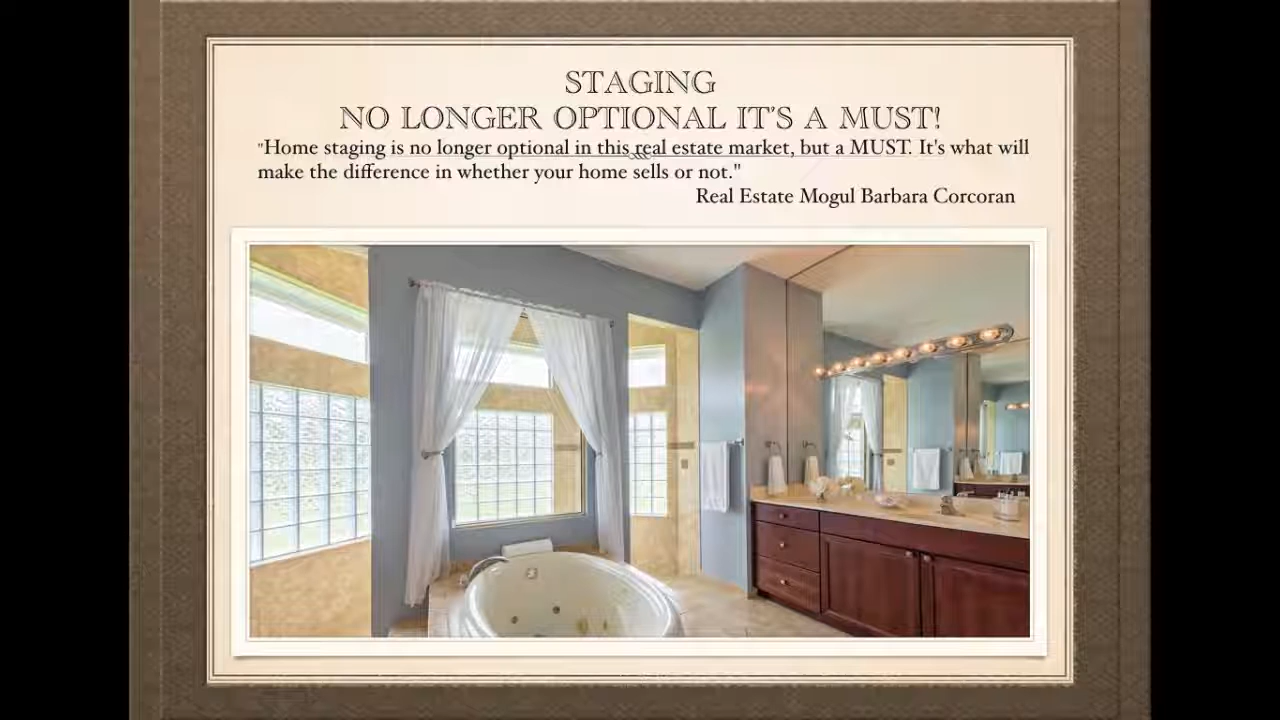 STAGING
NO LONGER OPTIONAL IT'S A MUST!
"Home staging is no longer optional in this real estate market, but a MUST. It's what will
make the difference in whether your home sells or not."
Real Estate Mogul Barbara Corcoran